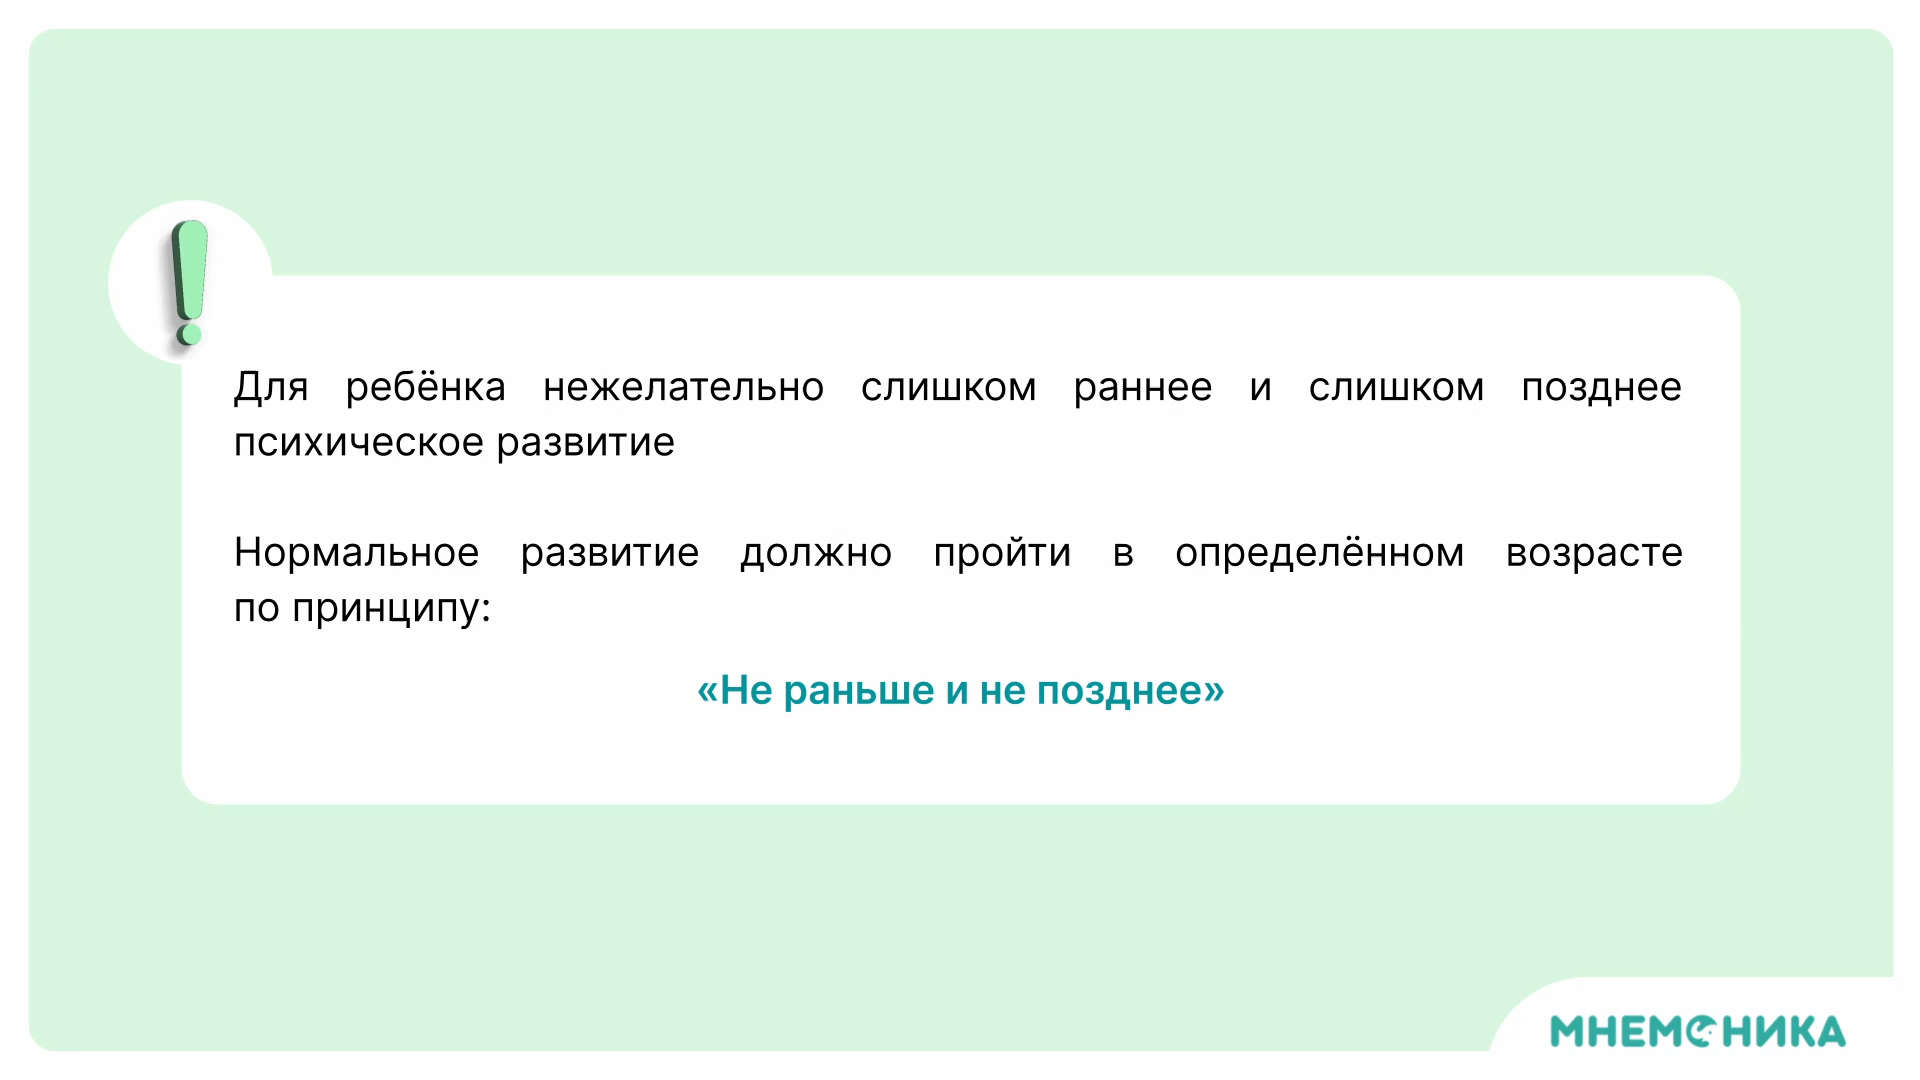 !
Для ребёнка нежелательно слишком раннее и слишком позднее
психическое развитие
Нормальное развитие должно пройти в определённом возрасте
по принципу:
«Не раньше и не позднее»
МНЕМОНИКА